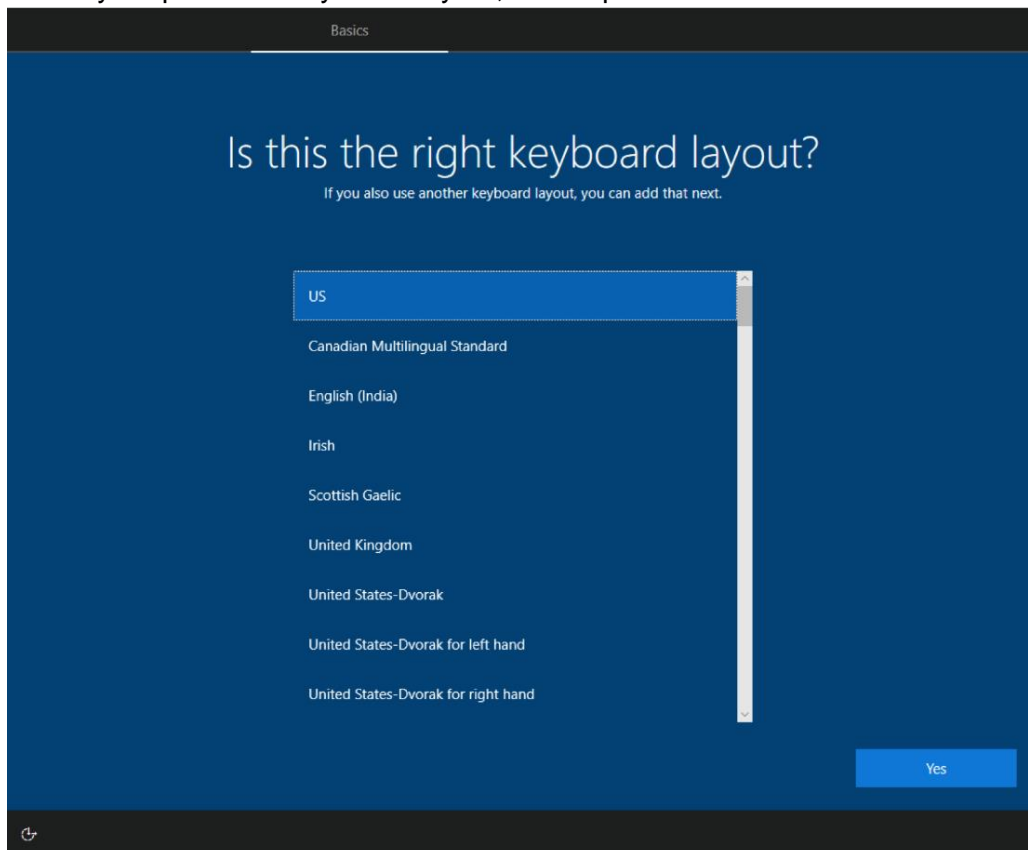 Basics
Is this the right keyboard layout?
If you also use another keyboard layout, you can add that next.
US
Canadian Multilingual Standard
English (India)
Irish
Scottish Gaelic
United Kingdom
United States-Dvorak
United States-Dvorak for left hand
United States-Dvorak for right hand
Yes